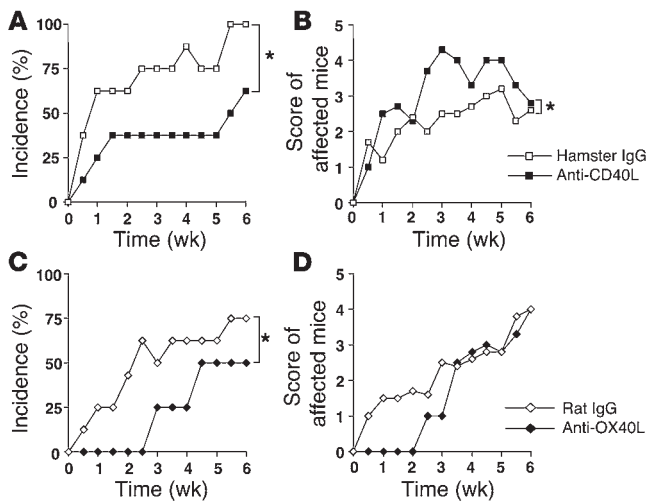 A
Incidence (%)
100
75
50
25
0
*
0 1 2 3 4 5 6
Time (wk)
B
Score of
affected mice
5
4
3
2
1
0
*
0 1 2 3 4 5 6
Time (wk)
Hamster IgG
Anti-CD40L
C
Incidence (%)
100
75
50
25
0
*
0 1 2 3 4 5 6
Time (wk)
D
Score of
affected mice
5
4
3
2
1
0
0 1 2 3 4 5 6
Time (wk)
Rat IgG
Anti-OX40L